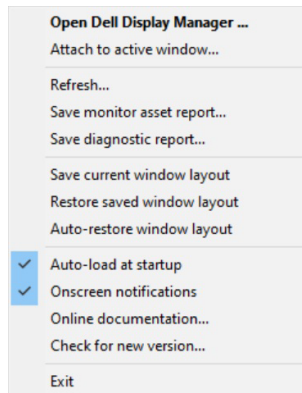 Open Dell Display Manager ...
Attach to active window...
Refresh...
Save monitor asset report...
Save diagnostic report...
Save current window layout
Restore saved window layout
Auto-restore window layout
Auto-load at startup
Onscreen notifications
Online documentation...
Check for new version...
Exit